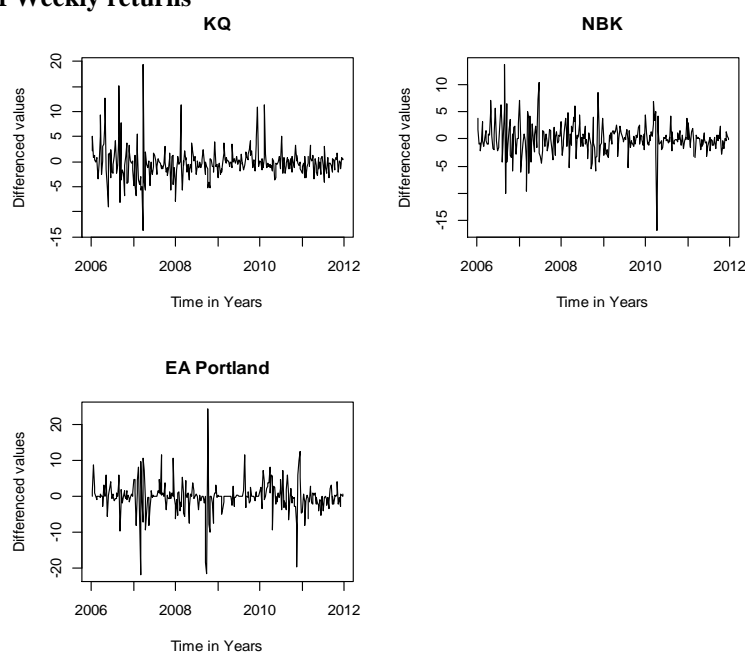 Weekly returns
KQ
Differenced values
20
10
5
0
-5
-15
2006 2008 2010 2012
Time in Years
NBK
Differenced values
10
5
0
-5
-15
2006 2008 2010 2012
Time in Years
EA Portland
Differenced values
20
10
0
-10
-20
2006 2008 2010 2012
Time in Years